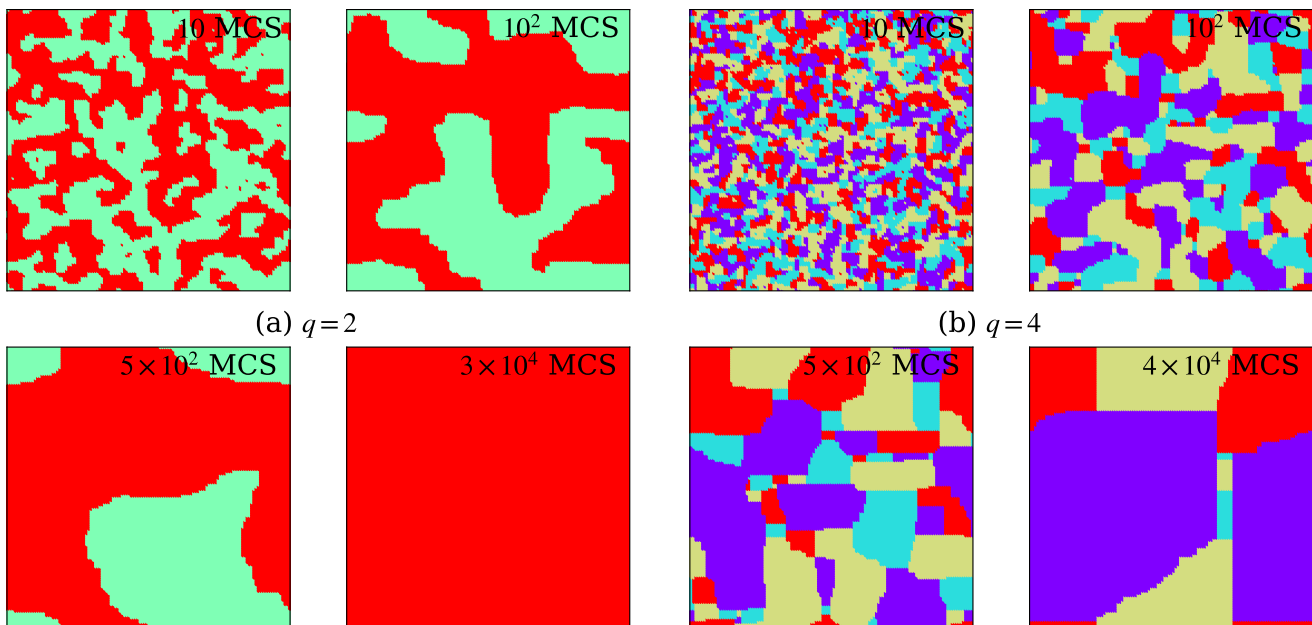 10 MCS
10² MCS
10 MCS
10² MCS
(a) q=2
(b) q=4
5×10² MCS
3×10⁴ MCS
5×10² MCS
4×10⁴ MCS